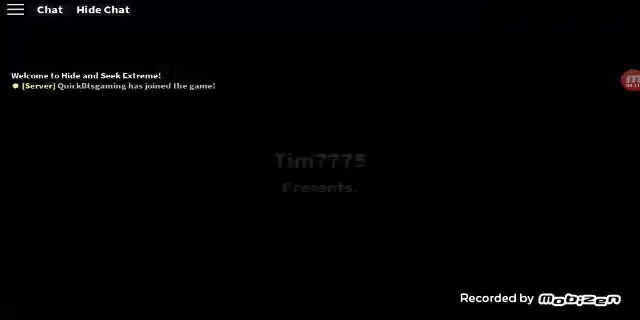 Chat Hide Chat
Welcome to Hide and Seek Extreme!
[Server] QuickBtsgaming has joined the game!
Tim7775
Presents:
Recorded by Mobizen